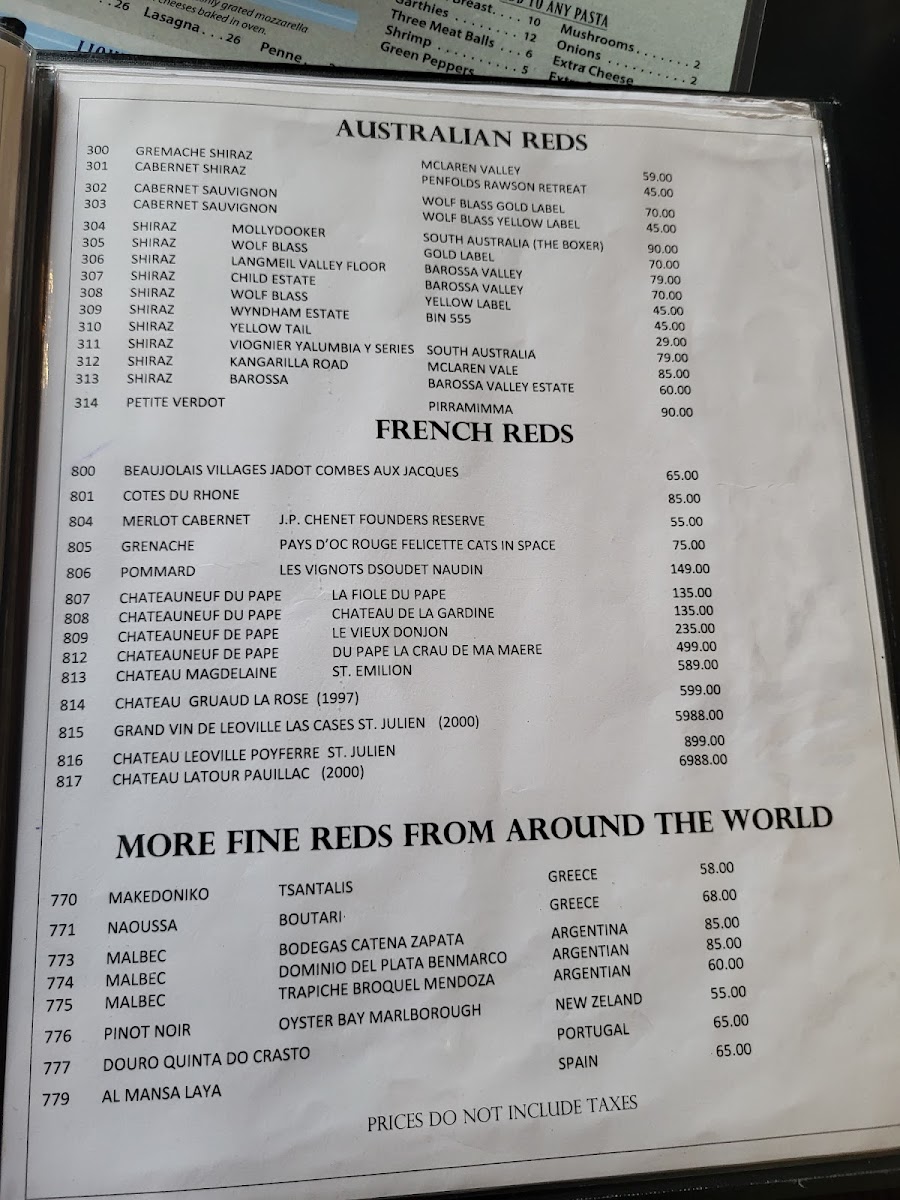 ly grated mozzarella
cheeses baked in oven.
. . 26 Lasagna . . . 26 Penne
Breast. . . . 10
Garthies . . . . . . . . 12
Three Meat Balls . . . 6
Shrimp . . . . . . . . . 5
Green Peppers
TO ANY PASTA
Mushrooms . . . . . . 2
Onions . . . . . . . . . . 2
Extra Cheese
AUSTRALIAN REDS
300 GREMACHE SHIRAZ MCLAREN VALLEY 59.00
301 CABERNET SHIRAZ PENFOLDS RAWSON RETREAT 45.00
302 CABERNET SAUVIGNON WOLF BLASS GOLD LABEL 70.00
303 CABERNET SAUVIGNON WOLF BLASS YELLOW LABEL 45.00
304 SHIRAZ MOLLYDOOKER SOUTH AUSTRALIA (THE BOXER) 90.00
305 SHIRAZ WOLF BLASS GOLD LABEL 70.00
306 SHIRAZ LANGMEIL VALLEY FLOOR BAROSSA VALLEY 79.00
307 SHIRAZ CHILD ESTATE BAROSSA VALLEY 70.00
308 SHIRAZ WOLF BLASS YELLOW LABEL 45.00
309 SHIRAZ WYNDHAM ESTATE BIN 555 45.00
310 SHIRAZ YELLOW TAIL 29.00
311 SHIRAZ VIOGNIER YALUMBIA Y SERIES SOUTH AUSTRALIA 79.00
312 SHIRAZ KANGARILLA ROAD MCLAREN VALE 85.00
313 SHIRAZ BAROSSA BAROSSA VALLEY ESTATE 60.00
314 PETITE VERDOT PIRRAMIMMA 90.00
FRENCH REDS
800 BEAUJOLAIS VILLAGES JADOT COMBES AUX JACQUES 65.00
801 COTES DU RHONE 85.00
804 MERLOT CABERNET J.P. CHENET FOUNDERS RESERVE 55.00
805 GRENACHE PAYS D'OC ROUGE FELICETTE CATS IN SPACE 75.00
806 POMMARD LES VIGNOTS DSOUDET NAUDIN 149.00
807 CHATEAUNEUF DU PAPE LA FIOLE DU PAPE 135.00
808 CHATEAUNEUF DU PAPE CHATEAU DE LA GARDINE 135.00
809 CHATEAUNEUF DE PAPE LE VIEUX DONJON 235.00
812 CHATEAUNEUF DE PAPE DU PAPE LA CRAU DE MA MAERE 499.00
813 CHATEAU MAGDELAINE ST. EMILION 589.00
814 CHATEAU GRUAUD LA ROSE (1997) 599.00
815 GRAND VIN DE LEOVILLE LAS CASES ST. JULIEN (2000) 5988.00
816 CHATEAU LEOVILLE POYFERRE ST. JULIEN 899.00
817 CHATEAU LATOUR PAUILLAC (2000) 6988.00
MORE FINE REDS FROM AROUND THE WORLD
770 MAKEDONIKO TSANTALIS GREECE 58.00
771 NAOUSSA BOUTARI GREECE 68.00
773 MALBEC BODEGAS CATENA ZAPATA ARGENTINA 85.00
774 MALBEC DOMINIO DEL PLATA BENMARCO ARGENTIAN 85.00
775 MALBEC TRAPICHE BROQUEL MENDOZA ARGENTIAN 60.00
776 PINOT NOIR OYSTER BAY MARLBOROUGH NEW ZELAND 55.00
777 DOURO QUINTA DO CRASTO PORTUGAL 65.00
779 AL MANSA LAYA SPAIN 65.00
PRICES DO NOT INCLUDE TAXES